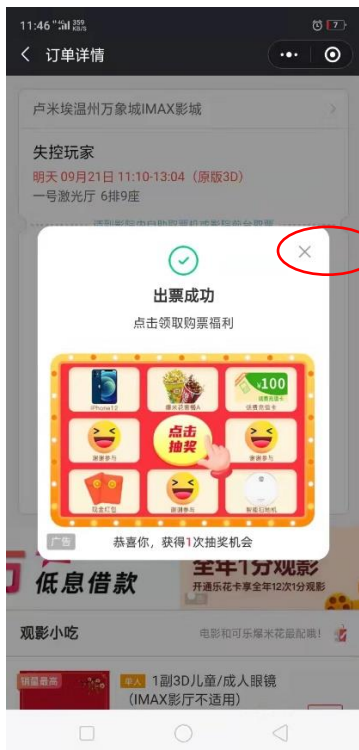 11:46
订单详情
卢米埃温州万象城IMAX影城
失控玩家
明天 09月21日 11:10-13:04（原版3D）
一号激光厅 6排9座
出票成功
点击领取购票福利
iPhone12
¥100
话费充值卡
谢谢参与
点击
抽奖
谢谢参与
现金红包
谢谢参与
智能扫地机
广告
恭喜你，获得1次抽奖机会
低息借款
全年1分观影
开通乐花卡享全年12次1分观影
观影小吃
电影和可乐爆米花最配哦！
销量最高
单人 1副3D儿童/成人眼镜
（IMAX影厅不适用）